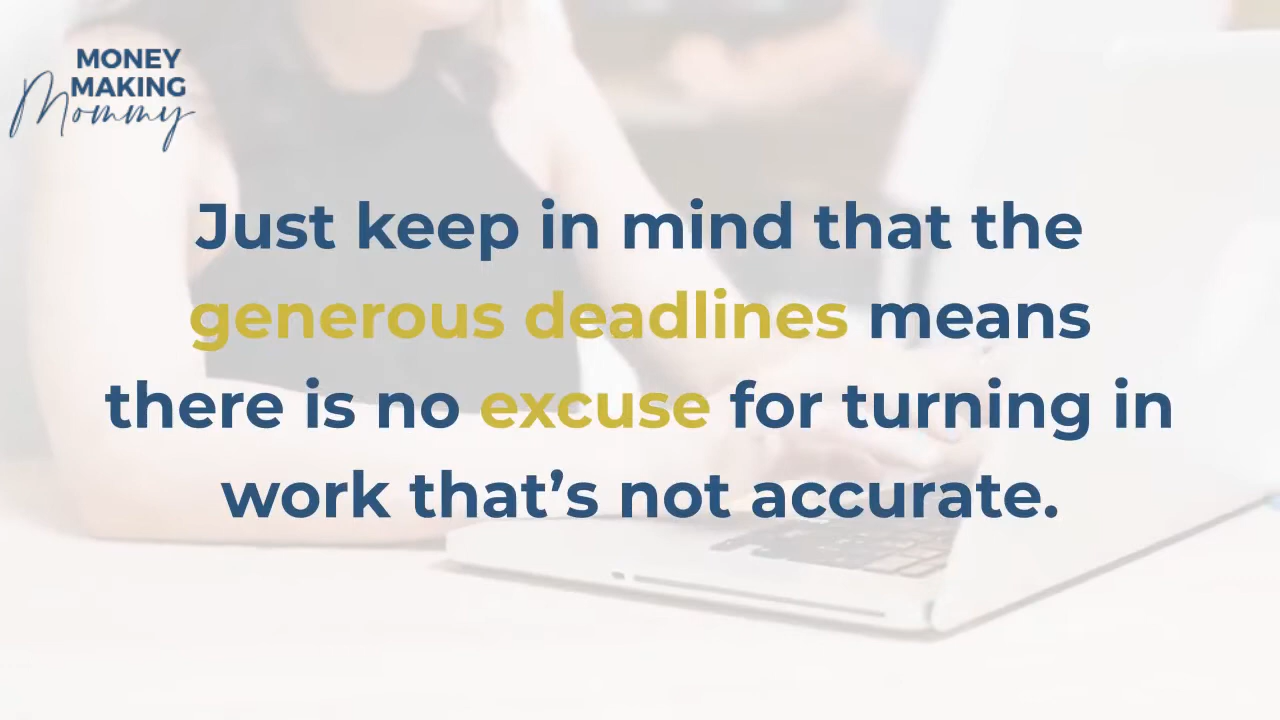 MONEY
MAKING
Mommy
Just keep in mind that the
generous deadlines means
there is no excuse for turning in
work that’s not accurate.